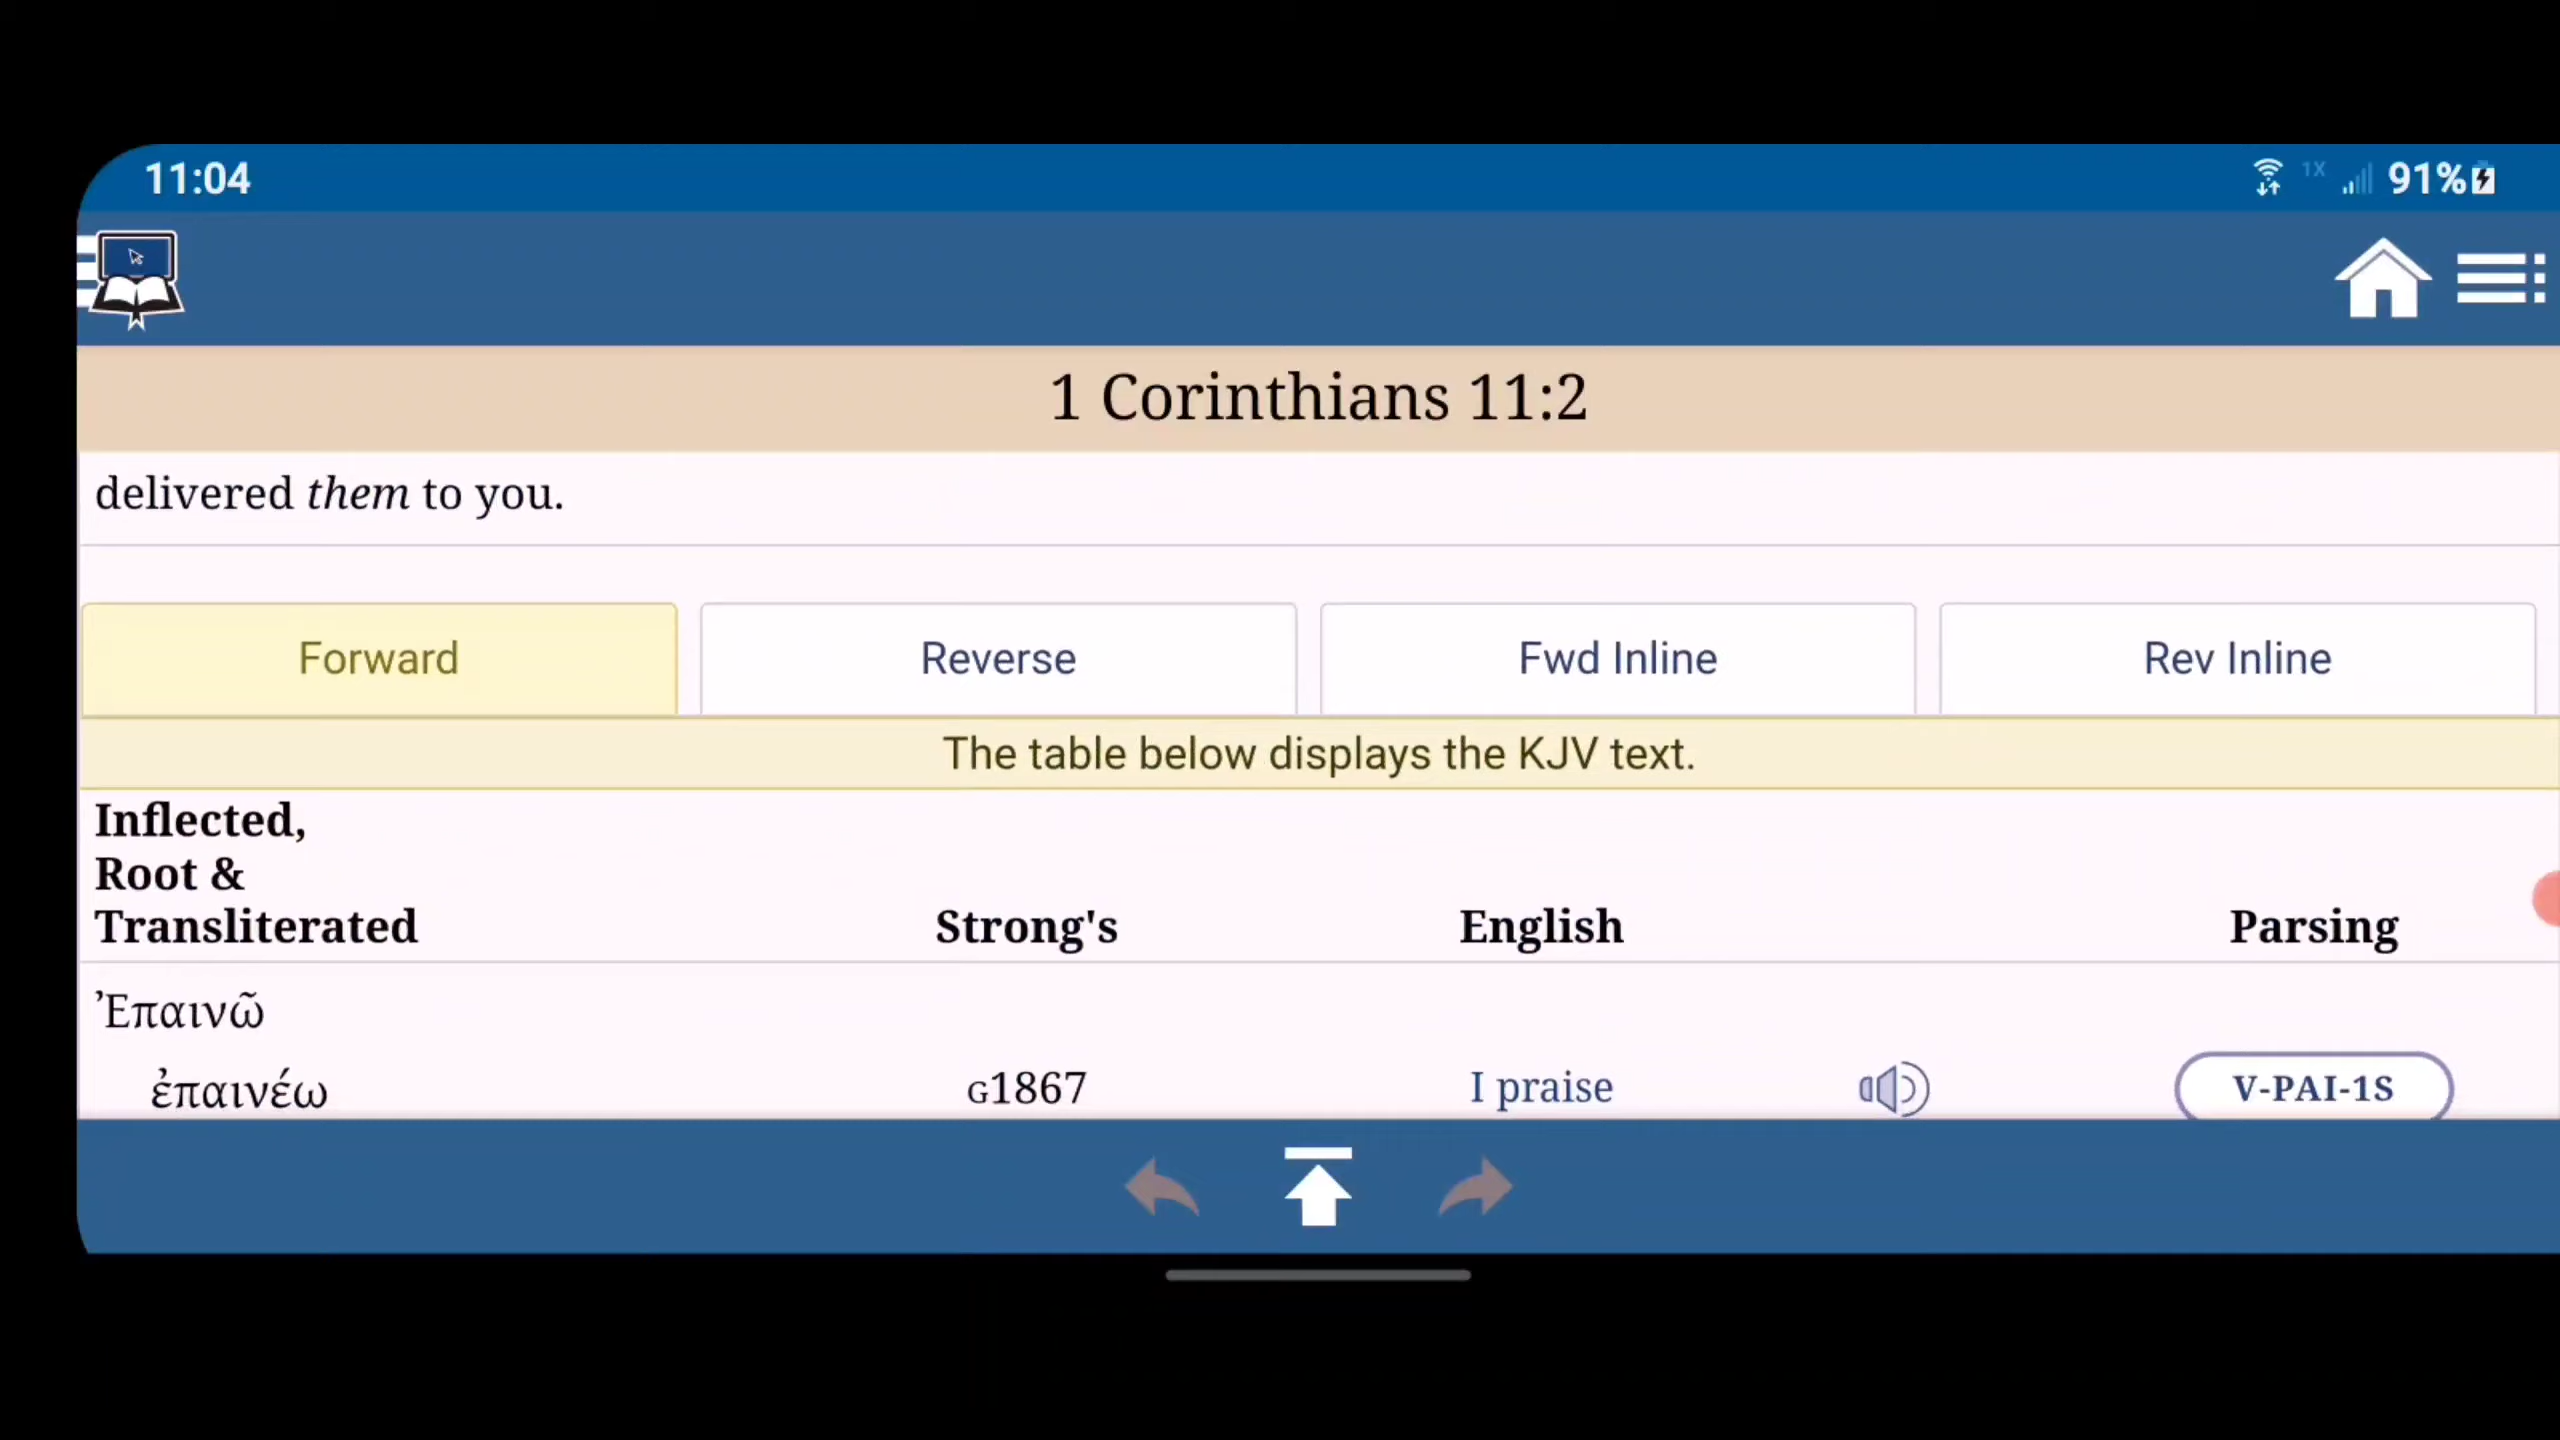 11:04
1X
91%
1 Corinthians 11:2
delivered them to you.
Forward
Reverse
Fwd Inline
Rev Inline
The table below displays the KJV text.
Inflected,
Root &
Transliterated
Strong's
English
Parsing
Ἐπαινῶ
ἐπαινέω
G1867
I praise
V-PAI-1S